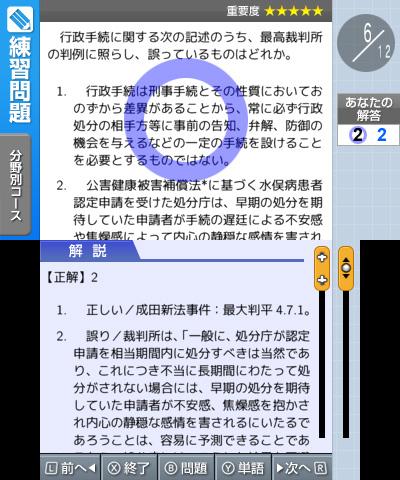 重要度 ★★★★★
練習問題
分野別コース
行政手続に関する次の記述のうち、最高裁判所
の判例に照らし、誤っているものはどれか。
1. 行政手続は刑事手続とその性質においてお
のずから差異があることから、常に必ず行政
処分の相手方等に事前の告知、弁解、防御の
機会を与えるなどの一定の手続を設けること
を必要とするものではない。
2. 公害健康被害補償法*に基づく水俣病患者
認定申請を受けた処分庁は、早期の処分を期
待していた申請者が手続の遅延による不安感
や焦燥感によって内心の静穏な感情を害され
6/12
あなたの
解答
2 2
解説
【正解】2
1. 正しい/成田新法事件:最大判平 4.7.1。
2. 誤り/裁判所は、「一般に、処分庁が認定
申請を相当期間内に処分すべきは当然であ
り、これにつき不当に長期間にわたって処
分がされない場合には、早期の処分を期待
していた申請者が不安感、焦燥感を抱かさ
れ内心の静穏な感情を害されるにいたるで
あろうことは、容易に予測できることであ
L 前へ X 終了 B 問題 Y 単語 次へ R